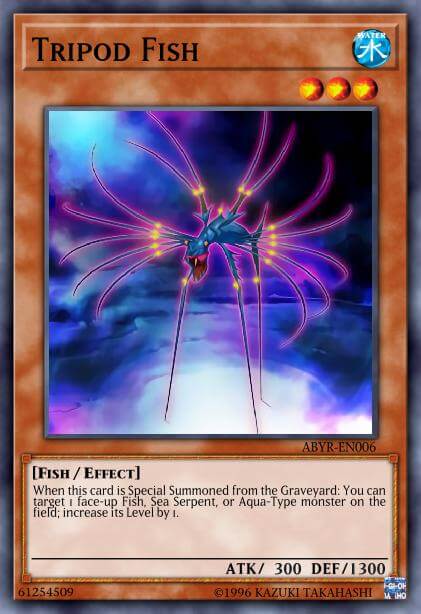 TRIPOD FISH
WATER
水
ABYR-EN006
[FISH / EFFECT]
When this card is Special Summoned from the Graveyard: You can
target 1 face-up Fish, Sea Serpent, or Aqua-Type monster on the
field; increase its Level by 1.
ATK/ 300 DEF/1300
61254509
©1996 KAZUKI TAKAHASHI